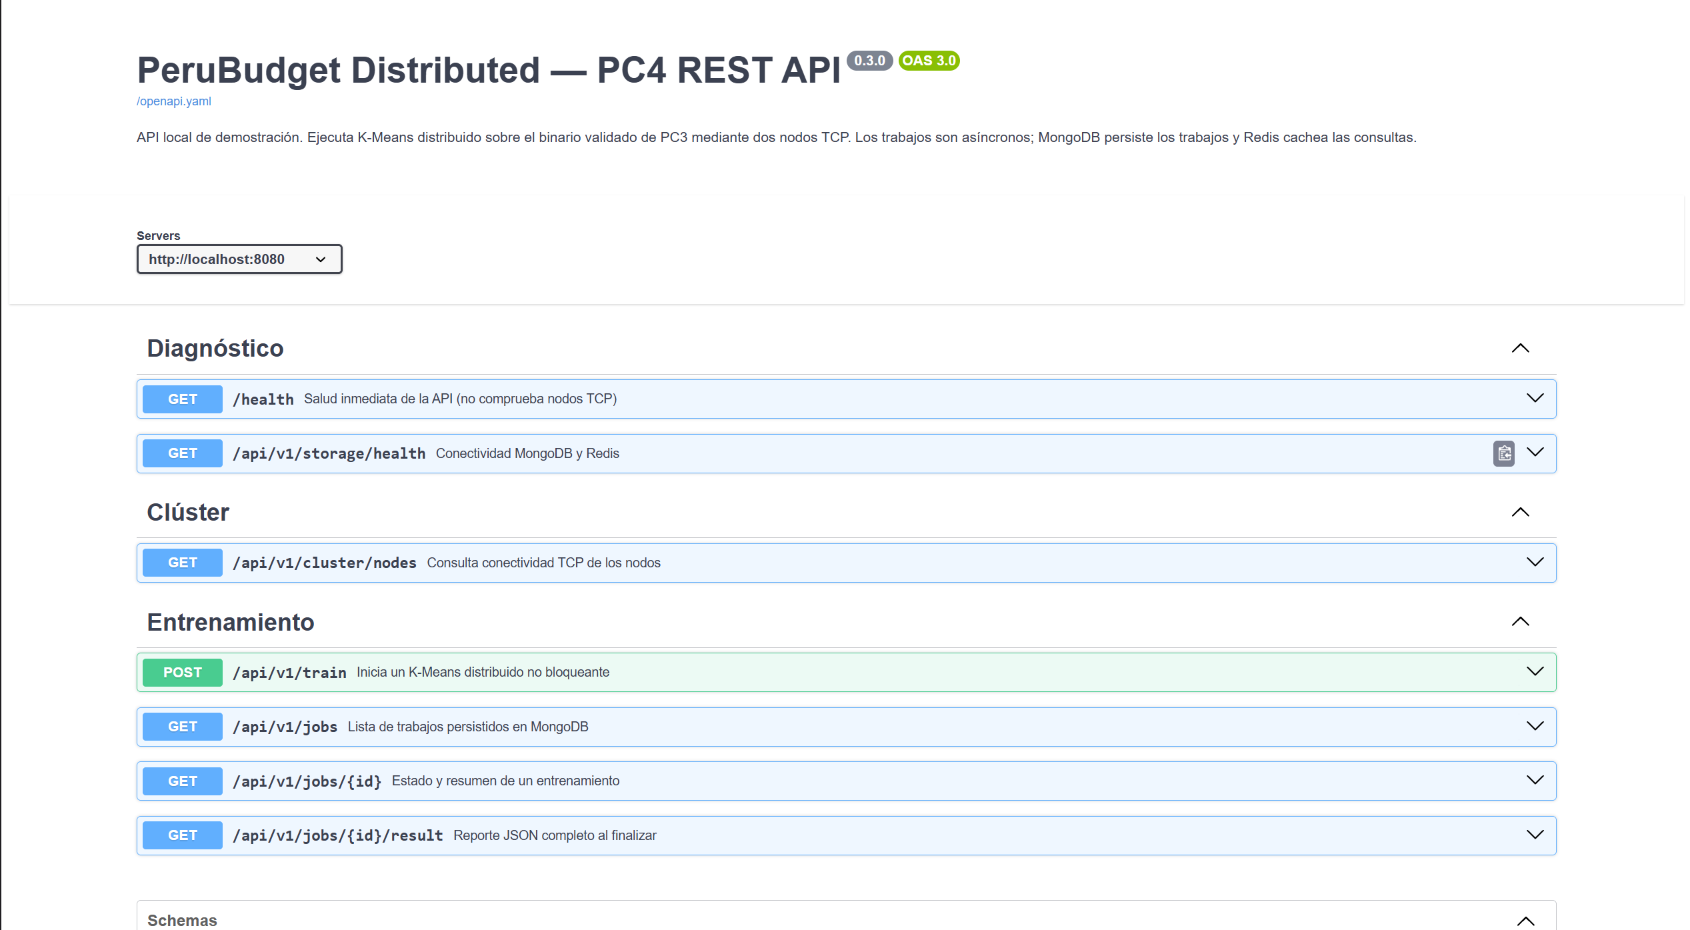 PeruBudget Distributed — PC4 REST API 0.3.0 OAS 3.0
/openapi.yaml
API local de demostración. Ejecuta K-Means distribuido sobre el binario validado de PC3 mediante dos nodos TCP. Los trabajos son asíncronos; MongoDB persiste los trabajos y Redis cachea las consultas.
Servers
http://localhost:8080
Diagnóstico
GET /health Salud inmediata de la API (no comprueba nodos TCP)
GET /api/v1/storage/health Conectividad MongoDB y Redis
Clúster
GET /api/v1/cluster/nodes Consulta conectividad TCP de los nodos
Entrenamiento
POST /api/v1/train Inicia un K-Means distribuido no bloqueante
GET /api/v1/jobs Lista de trabajos persistidos en MongoDB
GET /api/v1/jobs/{id} Estado y resumen de un entrenamiento
GET /api/v1/jobs/{id}/result Reporte JSON completo al finalizar
Schemas